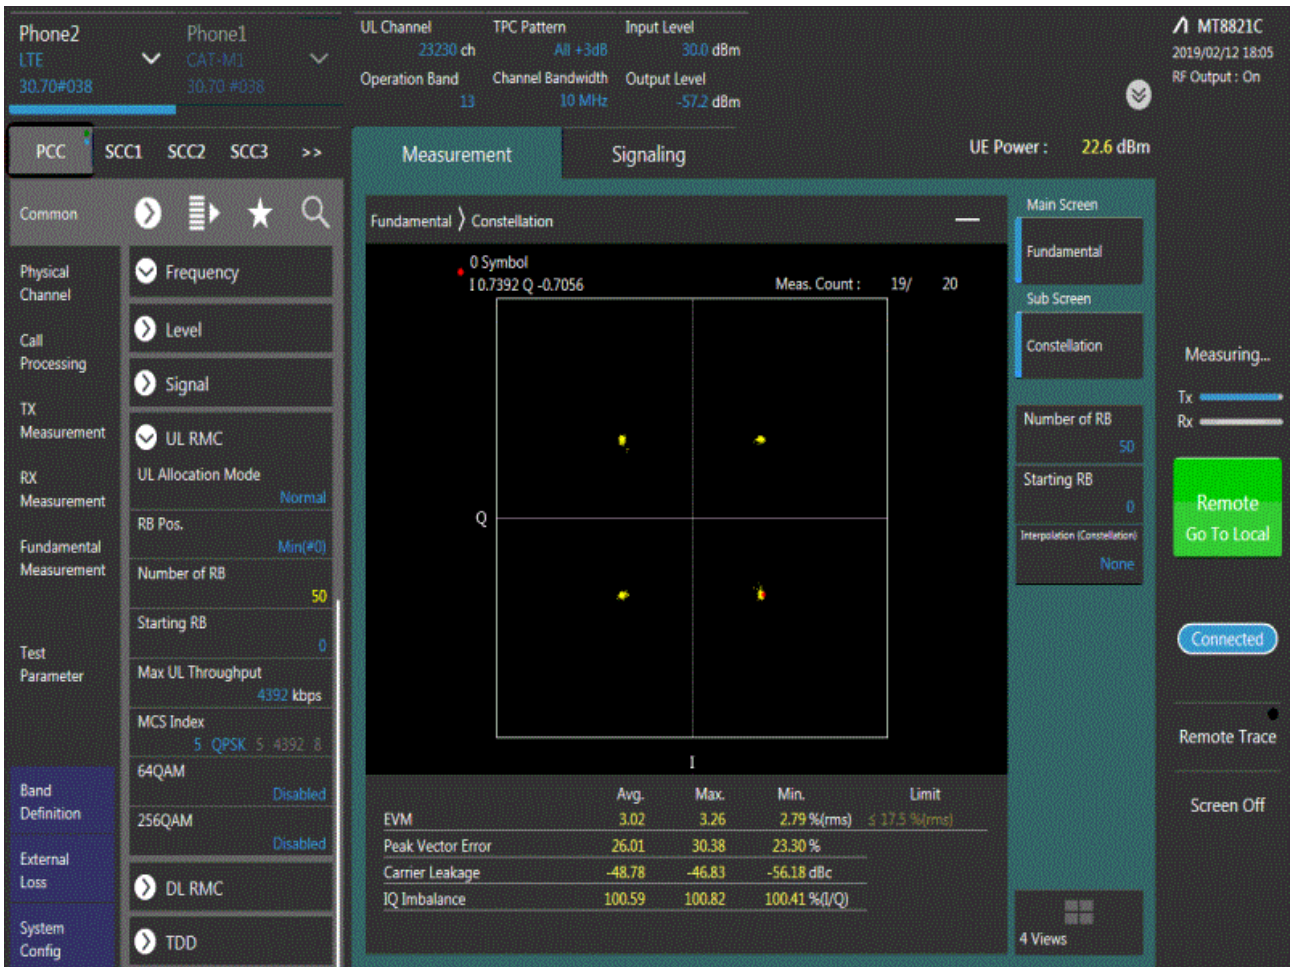 Phone2
LTE
30.70#038
Phone1
CAT-M1
30.70 #038
UL Channel
23230 ch
TPC Pattern
All +3dB
Input Level
30.0 dBm
Operation Band
13
Channel Bandwidth
10 MHz
Output Level
-57.2 dBm
MT8821C
2019/02/12 18:05
RF Output : On
PCC SCC1 SCC2 SCC3 >>
Measurement
Signaling
UE Power : 22.6 dBm
Common
Physical
Channel
Call
Processing
TX
Measurement
RX
Measurement
Fundamental
Measurement
Test
Parameter
Band
Definition
External
Loss
System
Config
Frequency
Level
Signal
UL RMC
UL Allocation Mode
Normal
RB Pos.
Min(#0)
Number of RB
50
Starting RB
0
Max UL Throughput
4392 kbps
MCS Index
5 QPSK 5 4392 8
64QAM
Disabled
256QAM
Disabled
DL RMC
TDD
Fundamental 〉 Constellation
0 Symbol
I 0.7392 Q -0.7056
Meas. Count : 19/ 20
Q
I
Avg. Max. Min. Limit
EVM 3.02 3.26 2.79 %(rms) ≤ 17.5 %(rms)
Peak Vector Error 26.01 30.38 23.30 %
Carrier Leakage -48.78 -46.83 -56.18 dBc
IQ Imbalance 100.59 100.82 100.41 %(I/Q)
Main Screen
Fundamental
Sub Screen
Constellation
Number of RB
50
Starting RB
0
Interpolation (Constellation)
None
4 Views
Measuring...
Tx
Rx
Remote
Go To Local
Connected
Remote Trace
Screen Off